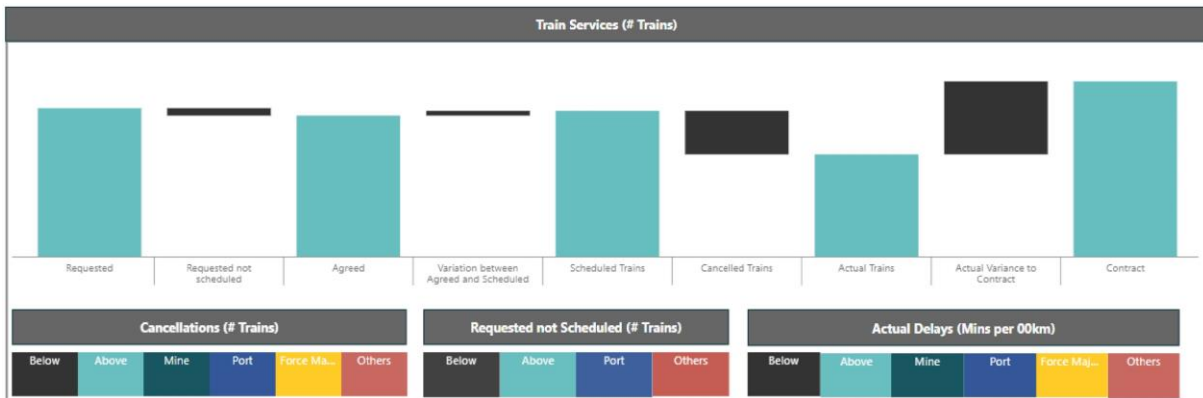 Train Services (# Trains)
Requested
Requested not
scheduled
Agreed
Variation between
Agreed and Scheduled
Scheduled Trains
Cancelled Trains
Actual Trains
Actual Variance to
Contract
Contract
Cancellations (# Trains)
Below Above Mine Port Force Ma... Others
Requested not Scheduled (# Trains)
Below Above Port Others
Actual Delays (Mins per 00km)
Below Above Mine Port Force Maj... Others